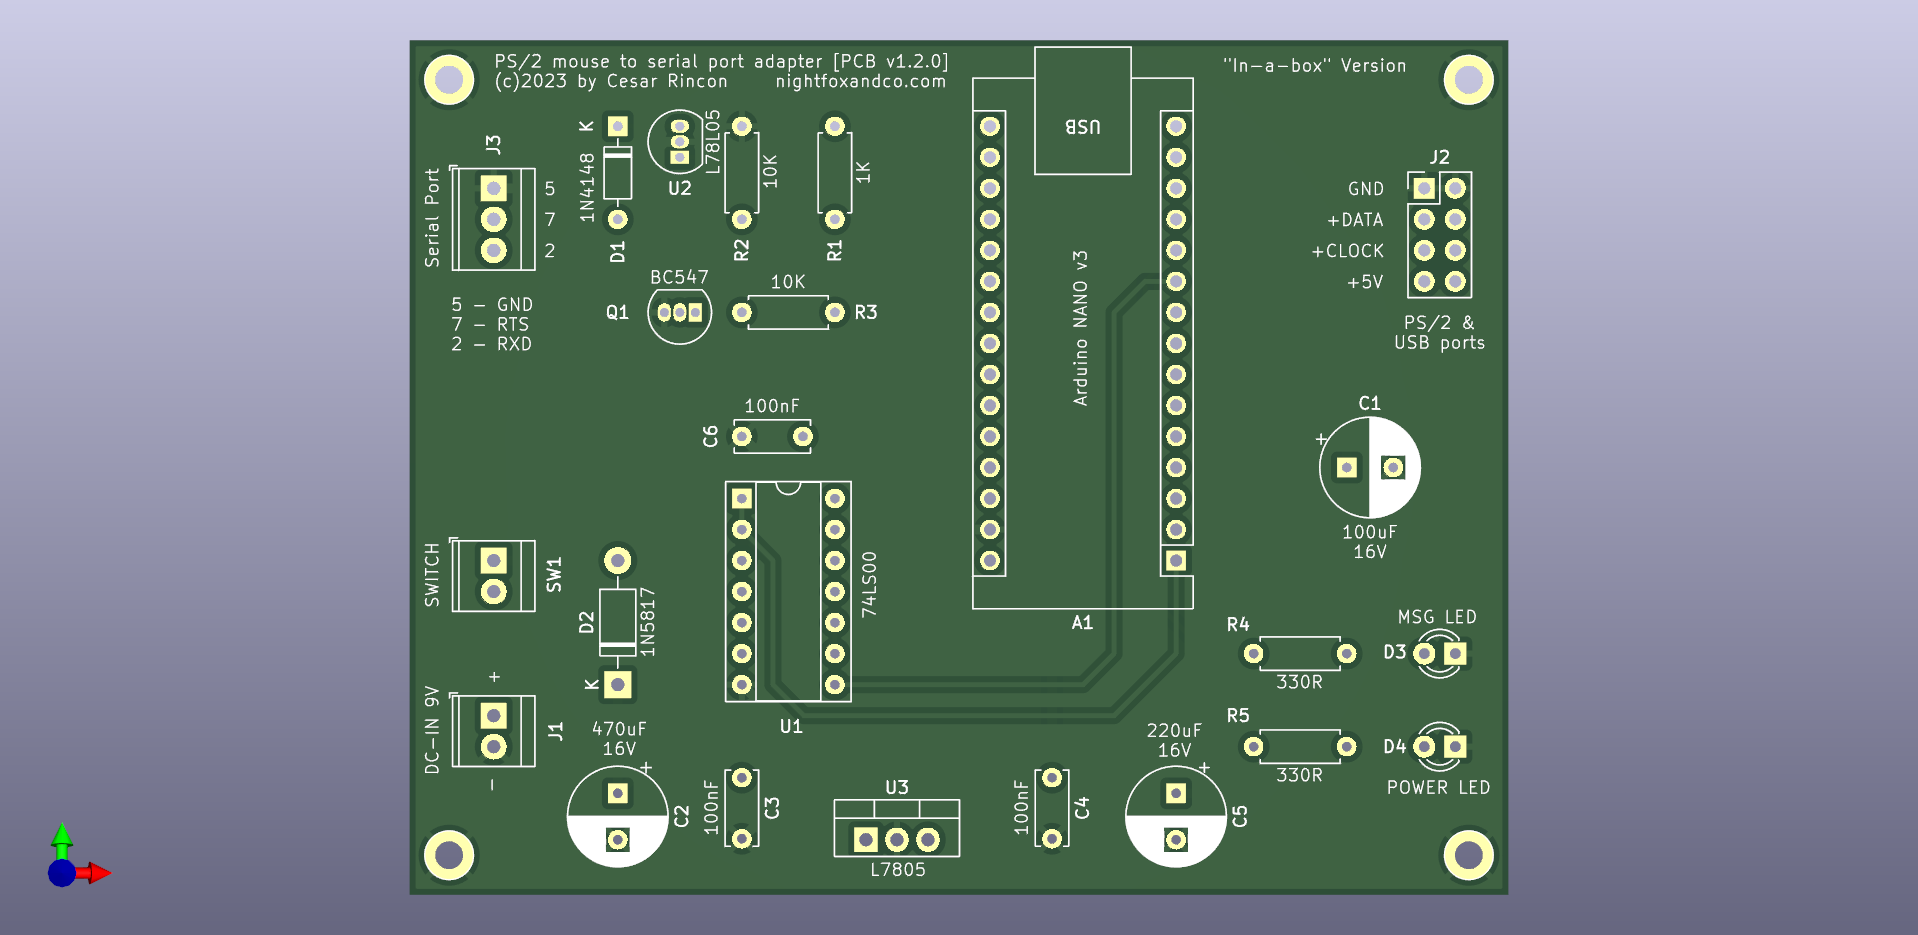 PS/2 mouse to serial port adapter [PCB v1.2.0]
(c)2023 by Cesar Rincon nightfoxandco.com
"In-a-box" Version
J3
Serial Port
5
7
2
5 - GND
7 - RTS
2 - RXD
K
1N4148
D1
L78L05
U2
10K
R2
1K
R1
BC547
Q1
10K
R3
USB
Arduino NANO v3
A1
J2
GND
+DATA
+CLOCK
+5V
PS/2 &
USB ports
100nF
C6
C1
+
100uF
16V
SWITCH
SW1
D2
1N5817
K
74LS00
U1
DC-IN 9V
+
-
J1
470uF
16V
+
C2
100nF
C3
U3
L7805
100nF
C4
220uF
16V
+
C5
R4
330R
MSG LED
D3
R5
330R
D4
POWER LED